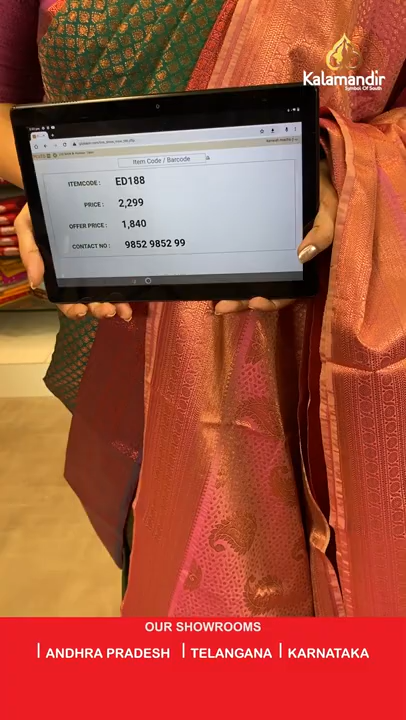 Kalamandir
Symbol Of South
Item Code / Barcode
ITEMCODE : ED188
PRICE : 2,299
OFFER PRICE : 1,840
CONTACT NO : 9852 9852 99
OUR SHOWROOMS
| ANDHRA PRADESH | TELANGANA | KARNATAKA